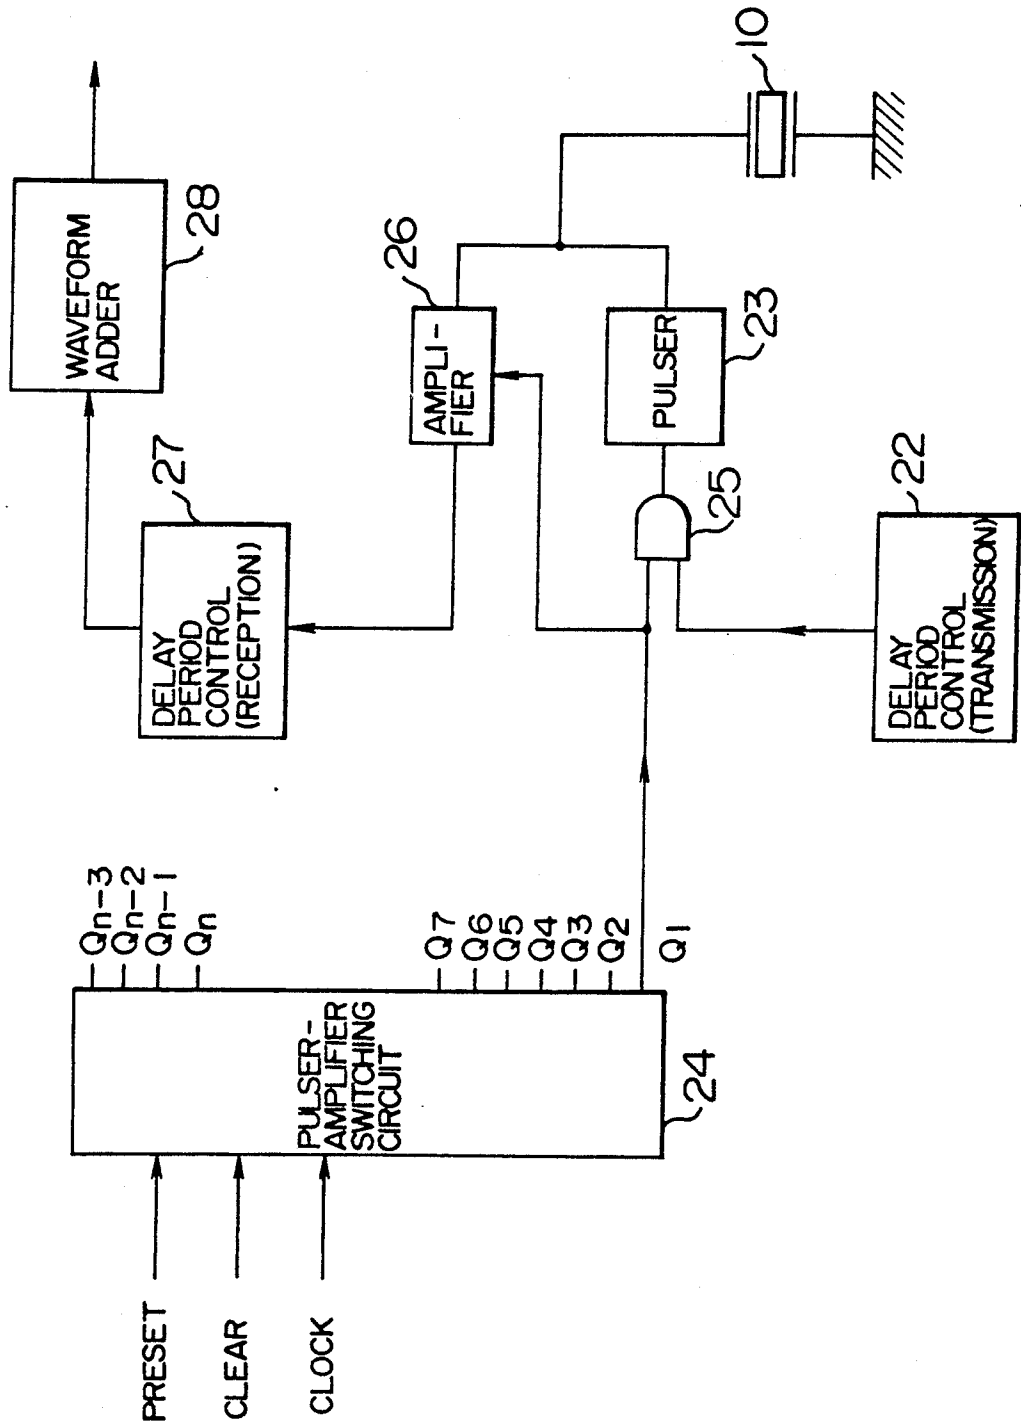 PRESET
CLEAR
CLOCK
PULSER-
AMPLIFIER
SWITCHING
CIRCUIT
24
Qn-3
Qn-2
Qn-1
Qn
Q7
Q6
Q5
Q4
Q3
Q2
Q1
DELAY
PERIOD
CONTROL
(RECEPTION)
27
WAVEFORM
ADDER
28
AMPLI-
FIER
26
PULSER
23
25
DELAY
PERIOD
CONTROL
(TRANSMISSION)
22
10